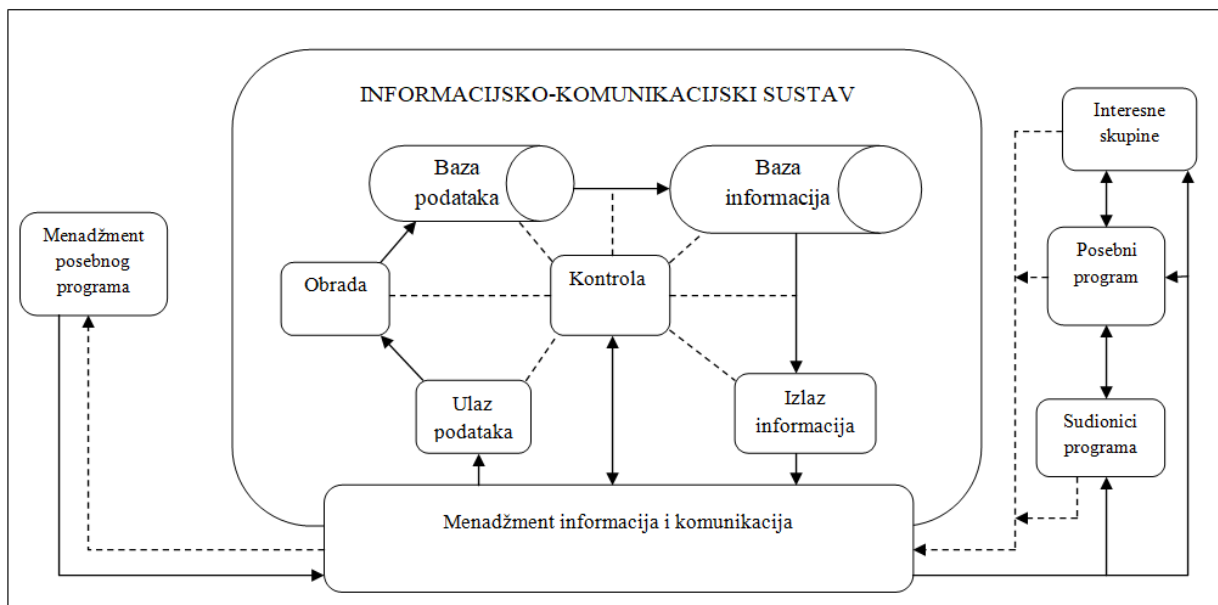 INFORMACIJSKO-KOMUNIKACIJSKI SUSTAV
Baza
podataka
Baza
informacija
Interesne
skupine
Menadžment
posebnog
programa
Obrada
Kontrola
Posebni
program
Ulaz
podataka
Izlaz
informacija
Sudionici
programa
Menadžment informacija i komunikacija